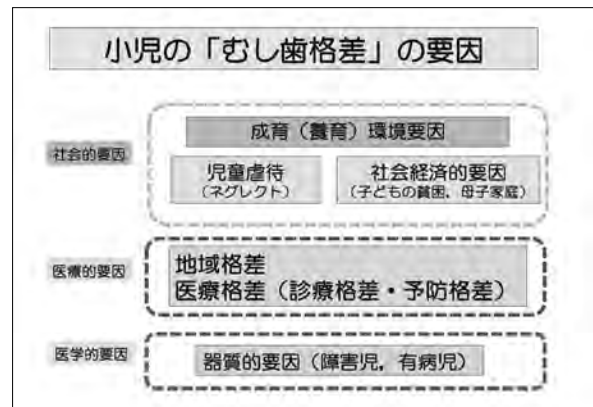 小児の「むし歯格差」の要因
社会的要因
成育（養育）環境要因
児童虐待
（ネグレクト）
社会経済的要因
（子どもの貧困、母子家庭）
医療的要因
地域格差
医療格差（診療格差・予防格差）
医学的要因
器質的要因（障害児，有病児）